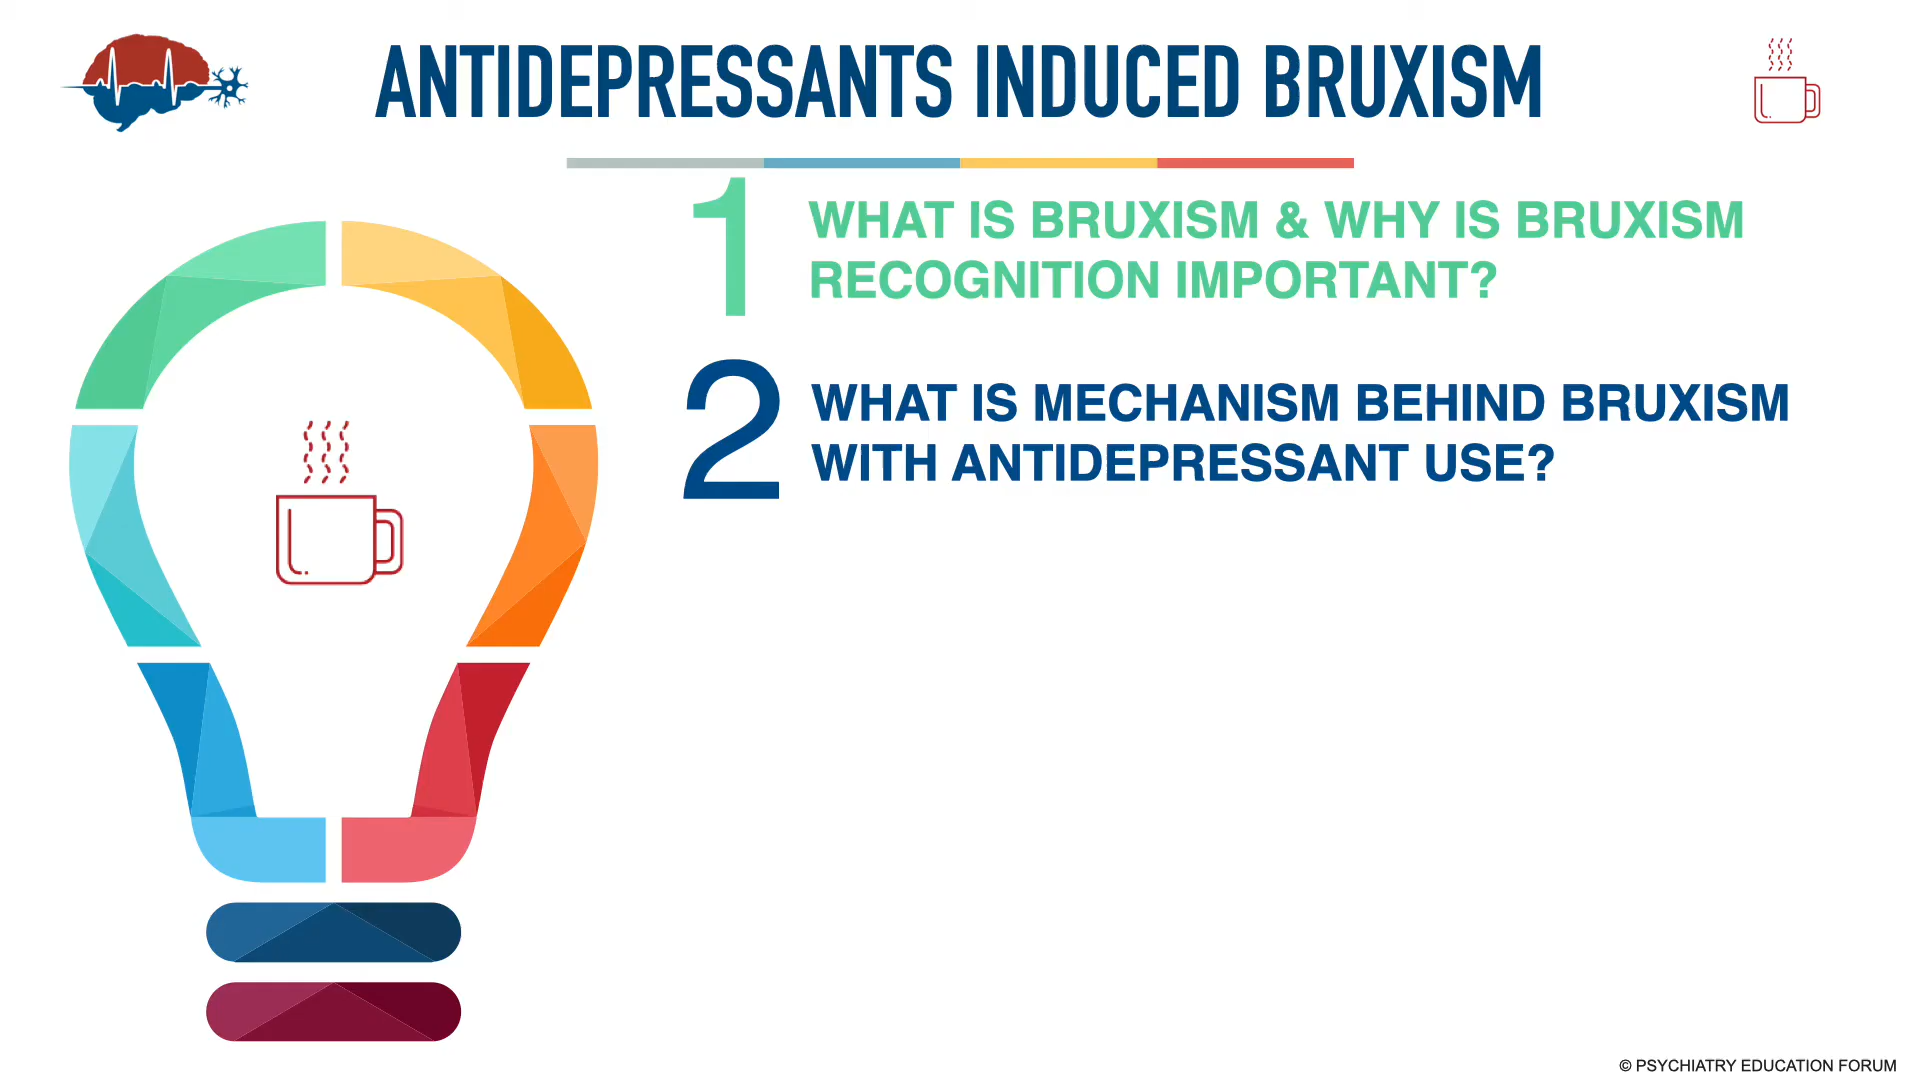 ANTIDEPRESSANTS INDUCED BRUXISM
1
WHAT IS BRUXISM & WHY IS BRUXISM
RECOGNITION IMPORTANT?
2
WHAT IS MECHANISM BEHIND BRUXISM
WITH ANTIDEPRESSANT USE?
© PSYCHIATRY EDUCATION FORUM